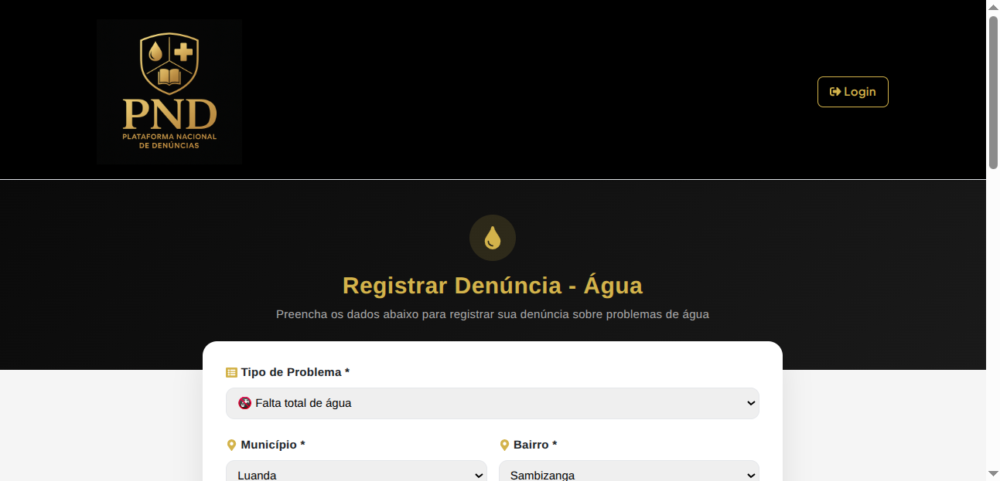 PND
PLATAFORMA NACIONAL
DE DENÚNCIAS
Login
Registrar Denúncia - Água
Preencha os dados abaixo para registrar sua denúncia sobre problemas de água
Tipo de Problema *
Falta total de água
Município *
Bairro *
Luanda
Sambizanga